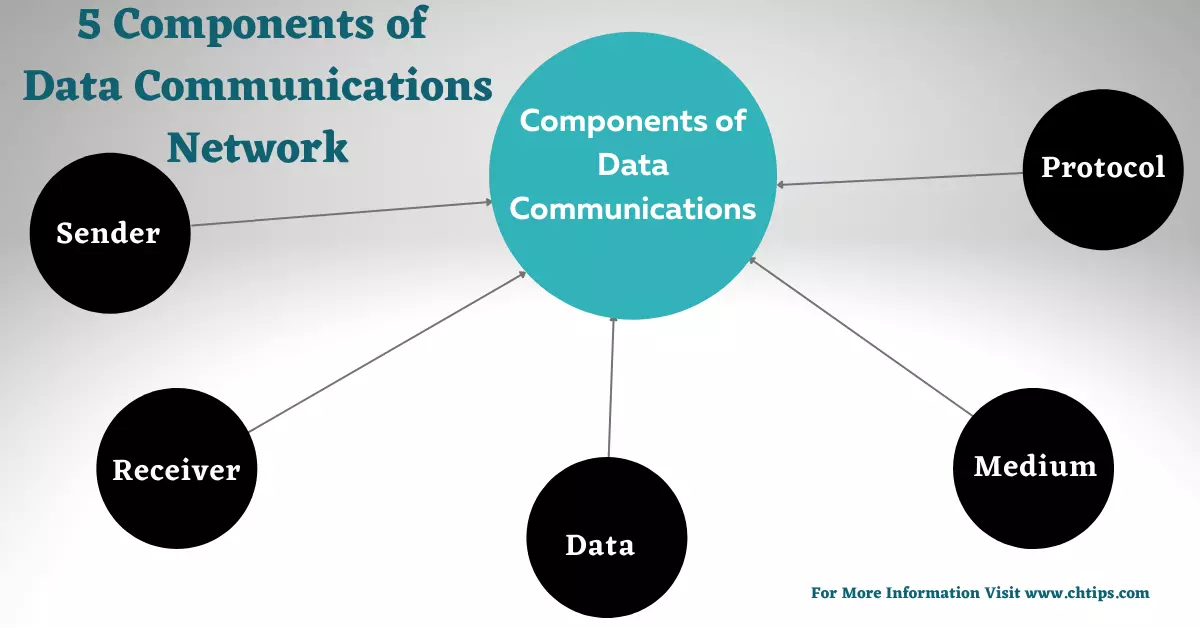 5 Components of
Data Communications
Network
Components of
Data
Communications
Protocol
Sender
Receiver
Medium
Data
For More Information Visit www.chtips.com